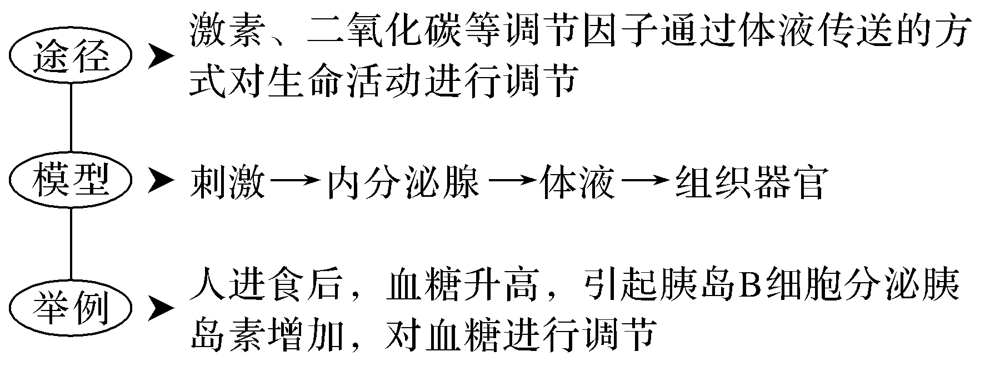 途径
激素、二氧化碳等调节因子通过体液传送的方
式对生命活动进行调节
模型
刺激→内分泌腺→体液→组织器官
举例
人进食后，血糖升高，引起胰岛B细胞分泌胰
岛素增加，对血糖进行调节